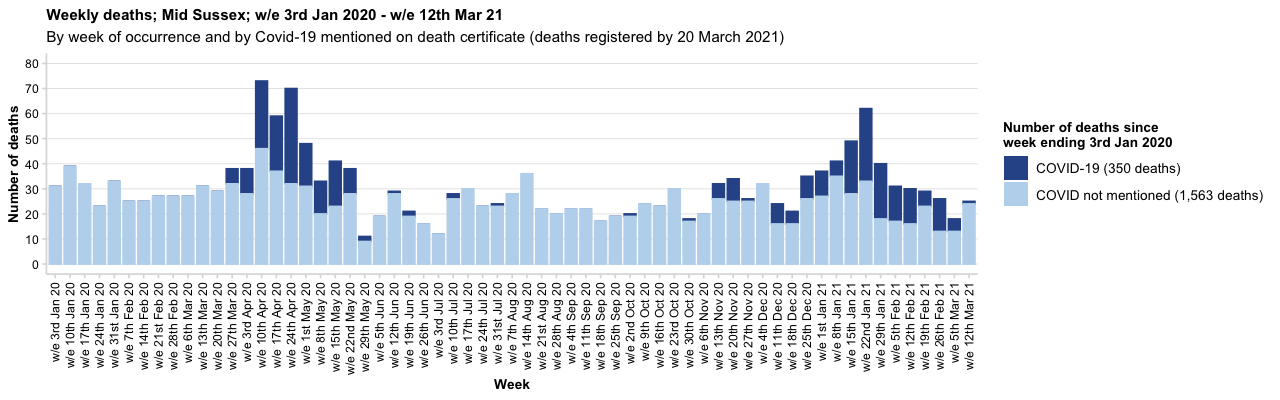 Weekly deaths; Mid Sussex; w/e 3rd Jan 2020 - w/e 12th Mar 21
By week of occurrence and by Covid-19 mentioned on death certificate (deaths registered by 20 March 2021)
Number of deaths
80
70
60
50
40
30
20
10
0
w/e 3rd Jan 20
w/e 10th Jan 20
w/e 17th Jan 20
w/e 24th Jan 20
w/e 31st Jan 20
w/e 7th Feb 20
w/e 14th Feb 20
w/e 21st Feb 20
w/e 28th Feb 20
w/e 6th Mar 20
w/e 13th Mar 20
w/e 20th Mar 20
w/e 27th Mar 20
w/e 3rd Apr 20
w/e 10th Apr 20
w/e 17th Apr 20
w/e 24th Apr 20
w/e 1st May 20
w/e 8th May 20
w/e 15th May 20
w/e 22nd May 20
w/e 29th May 20
w/e 5th Jun 20
w/e 12th Jun 20
w/e 19th Jun 20
w/e 26th Jun 20
w/e 3rd Jul 20
w/e 10th Jul 20
w/e 17th Jul 20
w/e 24th Jul 20
w/e 31st Jul 20
w/e 7th Aug 20
w/e 14th Aug 20
w/e 21st Aug 20
w/e 28th Aug 20
w/e 4th Sep 20
w/e 11th Sep 20
w/e 18th Sep 20
w/e 25th Sep 20
w/e 2nd Oct 20
w/e 9th Oct 20
w/e 16th Oct 20
w/e 23rd Oct 20
w/e 30th Oct 20
w/e 6th Nov 20
w/e 13th Nov 20
w/e 20th Nov 20
w/e 27th Nov 20
w/e 4th Dec 20
w/e 11th Dec 20
w/e 18th Dec 20
w/e 25th Dec 20
w/e 1st Jan 21
w/e 8th Jan 21
w/e 15th Jan 21
w/e 22nd Jan 21
w/e 29th Jan 21
w/e 5th Feb 21
w/e 12th Feb 21
w/e 19th Feb 21
w/e 26th Feb 21
w/e 5th Mar 21
w/e 12th Mar 21
Week
Number of deaths since
week ending 3rd Jan 2020
COVID-19 (350 deaths)
COVID not mentioned (1,563 deaths)